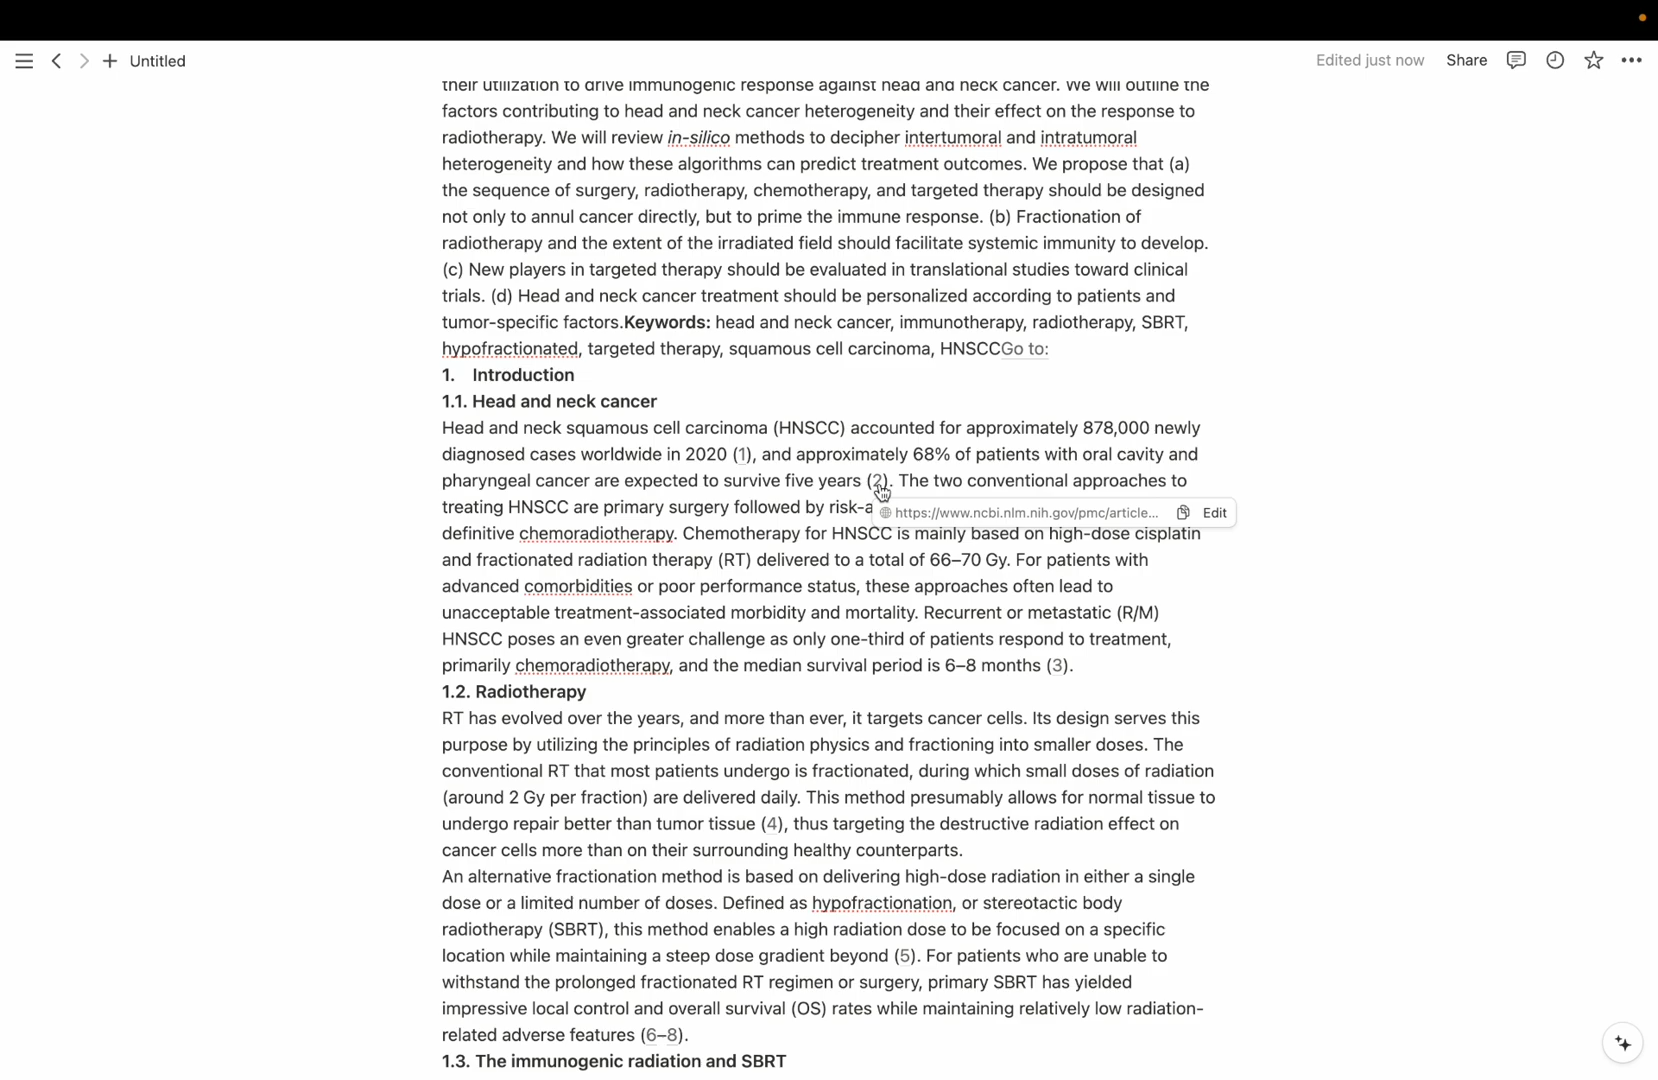 Untitled
Edited just now Share
their utilization to drive immunogenic response against head and neck cancer. We will outline the
factors contributing to head and neck cancer heterogeneity and their effect on the response to
radiotherapy. We will review in-silico methods to decipher intertumoral and intratumoral
heterogeneity and how these algorithms can predict treatment outcomes. We propose that (a)
the sequence of surgery, radiotherapy, chemotherapy, and targeted therapy should be designed
not only to annul cancer directly, but to prime the immune response. (b) Fractionation of
radiotherapy and the extent of the irradiated field should facilitate systemic immunity to develop.
(c) New players in targeted therapy should be evaluated in translational studies toward clinical
trials. (d) Head and neck cancer treatment should be personalized according to patients and
tumor-specific factors.Keywords: head and neck cancer, immunotherapy, radiotherapy, SBRT,
hypofractionated, targeted therapy, squamous cell carcinoma, HNSCCGo to:
1. Introduction
1.1. Head and neck cancer
Head and neck squamous cell carcinoma (HNSCC) accounted for approximately 878,000 newly
diagnosed cases worldwide in 2020 (1), and approximately 68% of patients with oral cavity and
pharyngeal cancer are expected to survive five years (2). The two conventional approaches to
treating HNSCC are primary surgery followed by risk-a
https://www.ncbi.nlm.nih.gov/pmc/article... Edit
definitive chemoradiotherapy. Chemotherapy for HNSCC is mainly based on high-dose cisplatin
and fractionated radiation therapy (RT) delivered to a total of 66–70 Gy. For patients with
advanced comorbidities or poor performance status, these approaches often lead to
unacceptable treatment-associated morbidity and mortality. Recurrent or metastatic (R/M)
HNSCC poses an even greater challenge as only one-third of patients respond to treatment,
primarily chemoradiotherapy, and the median survival period is 6–8 months (3).
1.2. Radiotherapy
RT has evolved over the years, and more than ever, it targets cancer cells. Its design serves this
purpose by utilizing the principles of radiation physics and fractioning into smaller doses. The
conventional RT that most patients undergo is fractionated, during which small doses of radiation
(around 2 Gy per fraction) are delivered daily. This method presumably allows for normal tissue to
undergo repair better than tumor tissue (4), thus targeting the destructive radiation effect on
cancer cells more than on their surrounding healthy counterparts.
An alternative fractionation method is based on delivering high-dose radiation in either a single
dose or a limited number of doses. Defined as hypofractionation, or stereotactic body
radiotherapy (SBRT), this method enables a high radiation dose to be focused on a specific
location while maintaining a steep dose gradient beyond (5). For patients who are unable to
withstand the prolonged fractionated RT regimen or surgery, primary SBRT has yielded
impressive local control and overall survival (OS) rates while maintaining relatively low radiation-
related adverse features (6–8).
1.3. The immunogenic radiation and SBRT